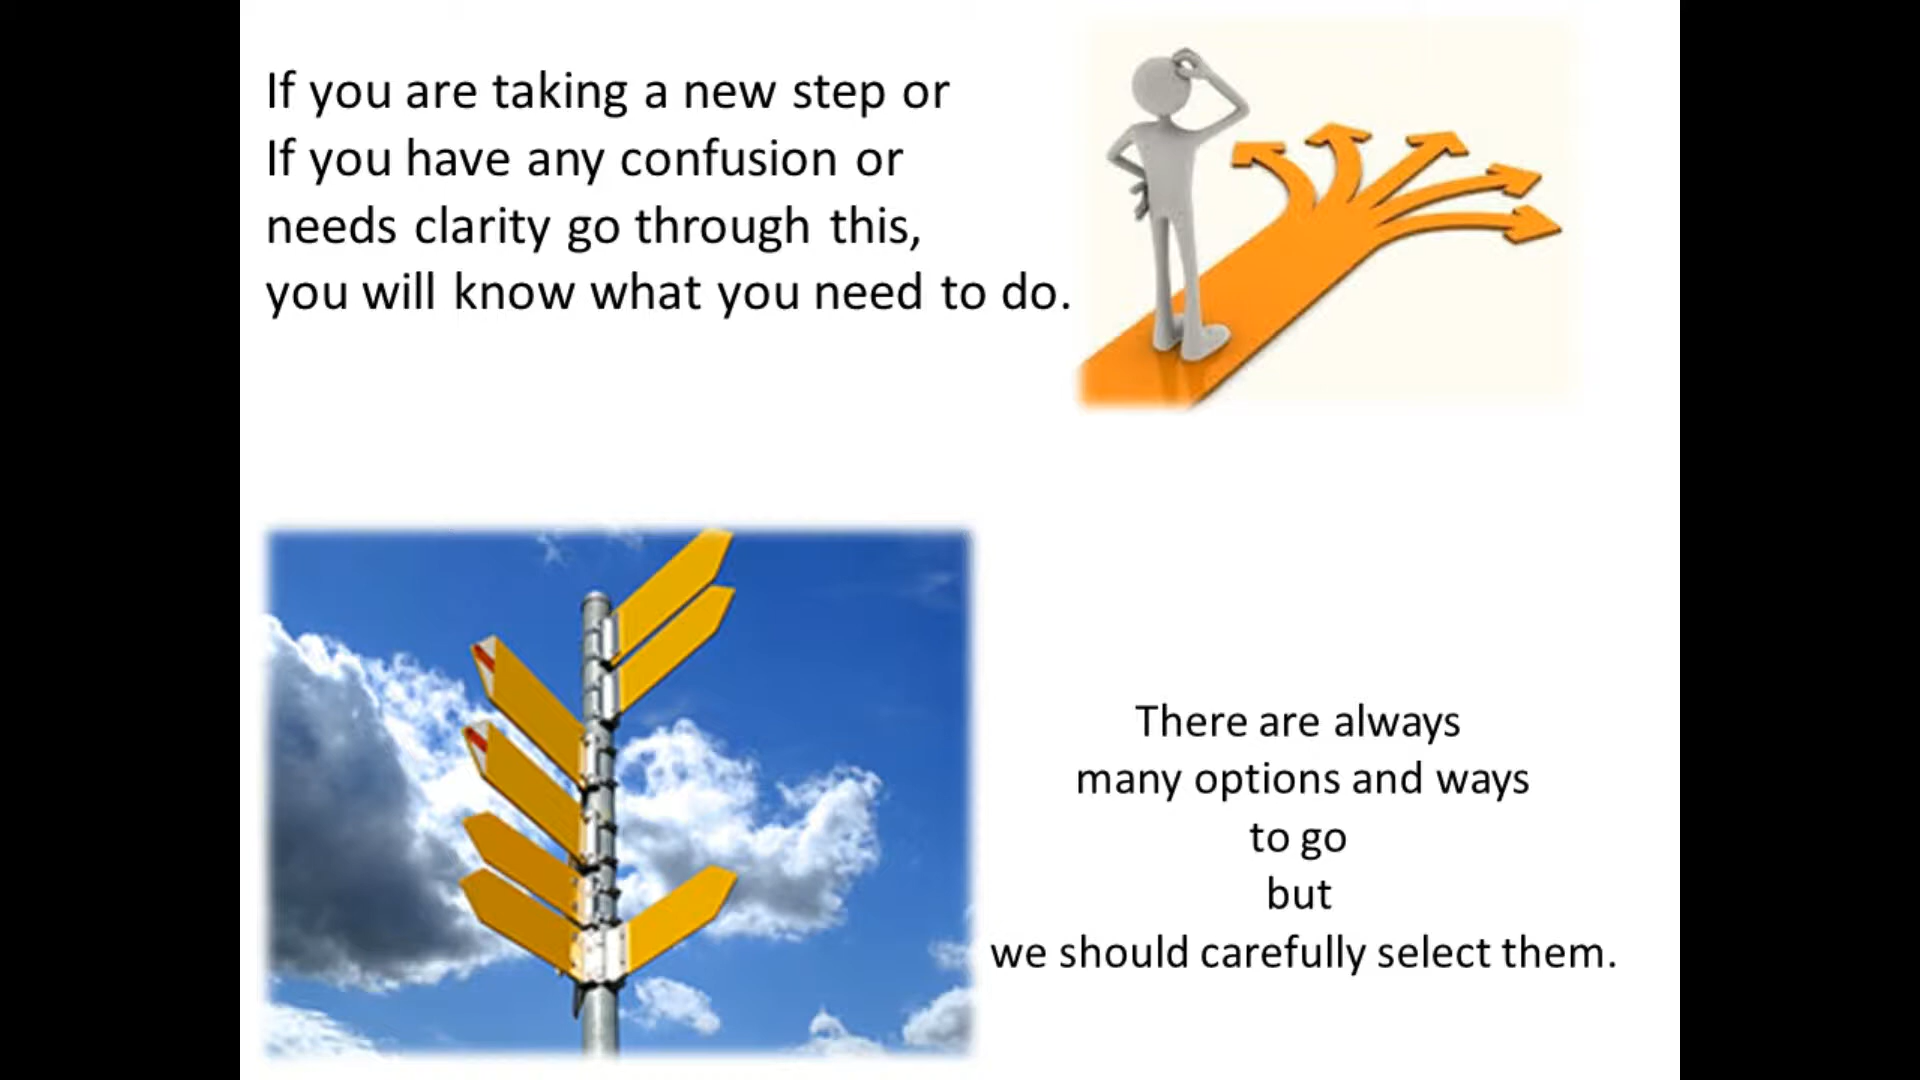 If you are taking a new step or
If you have any confusion or
needs clarity go through this,
you will know what you need to do.
There are always
many options and ways
to go
but
we should carefully select them.